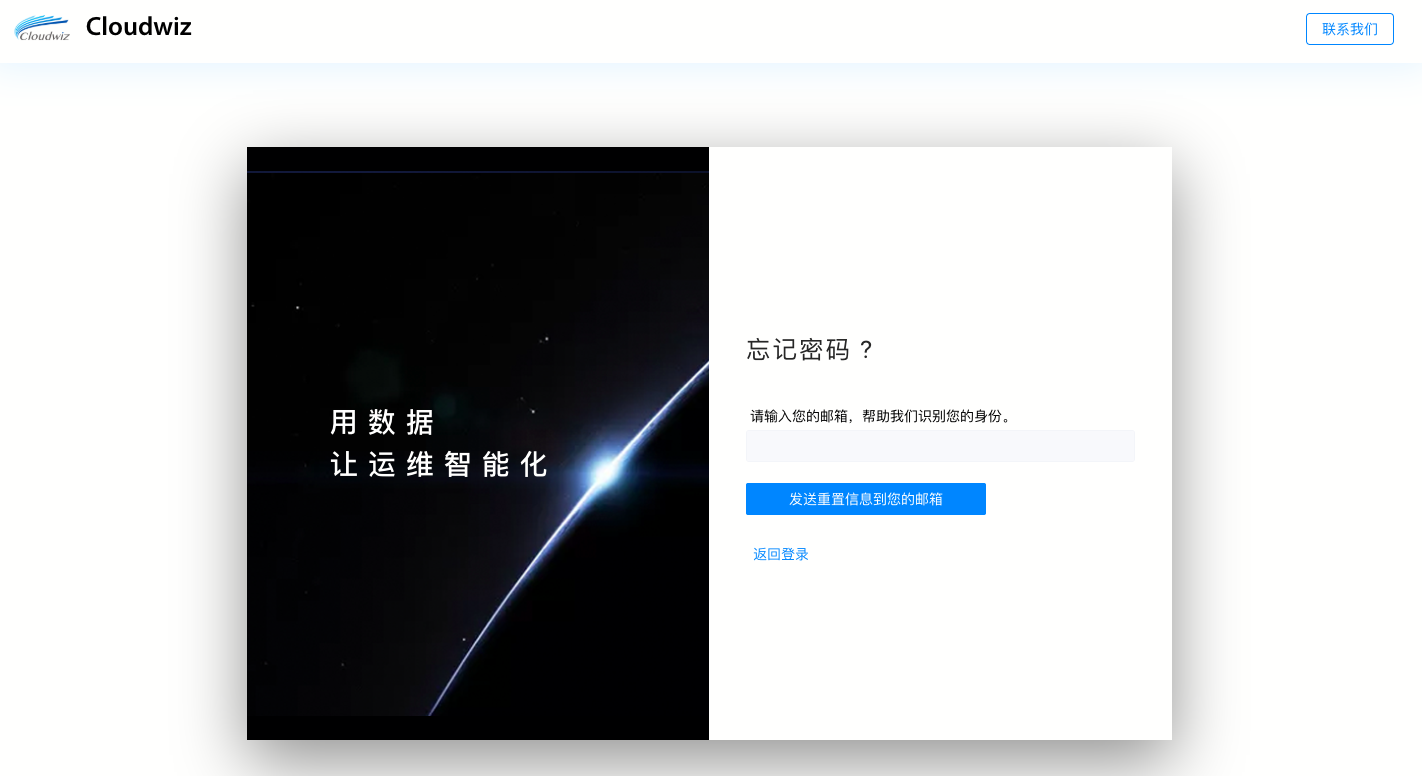 Cloudwiz
Cloudwiz
联系我们
用数据
让运维智能化
忘记密码？
请输入您的邮箱，帮助我们识别您的身份。
发送重置信息到您的邮箱
返回登录